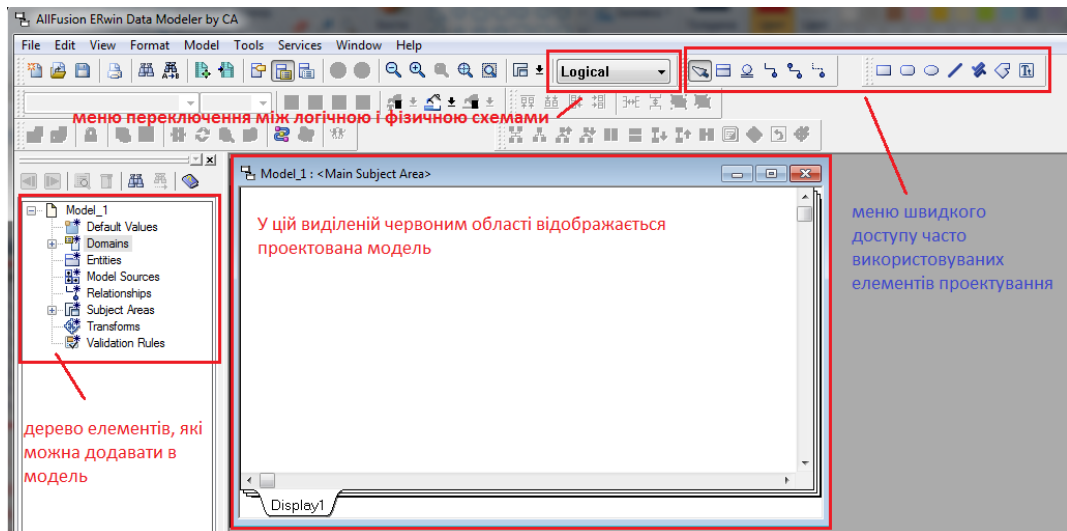 AllFusion ERwin Data Modeler by CA
File Edit View Format Model Tools Services Window Help
Logical
меню переключення між логічною і фізичною схемами
Model_1 : <Main Subject Area>
Model_1
Default Values
Domains
Entities
Model Sources
Relationships
Subject Areas
Transforms
Validation Rules
У цій виділеній червоним області відображається
проектована модель
меню швидкого
доступу часто
використовуваних
елементів проектування
дерево елементів, які
можна додавати в
модель
Display1